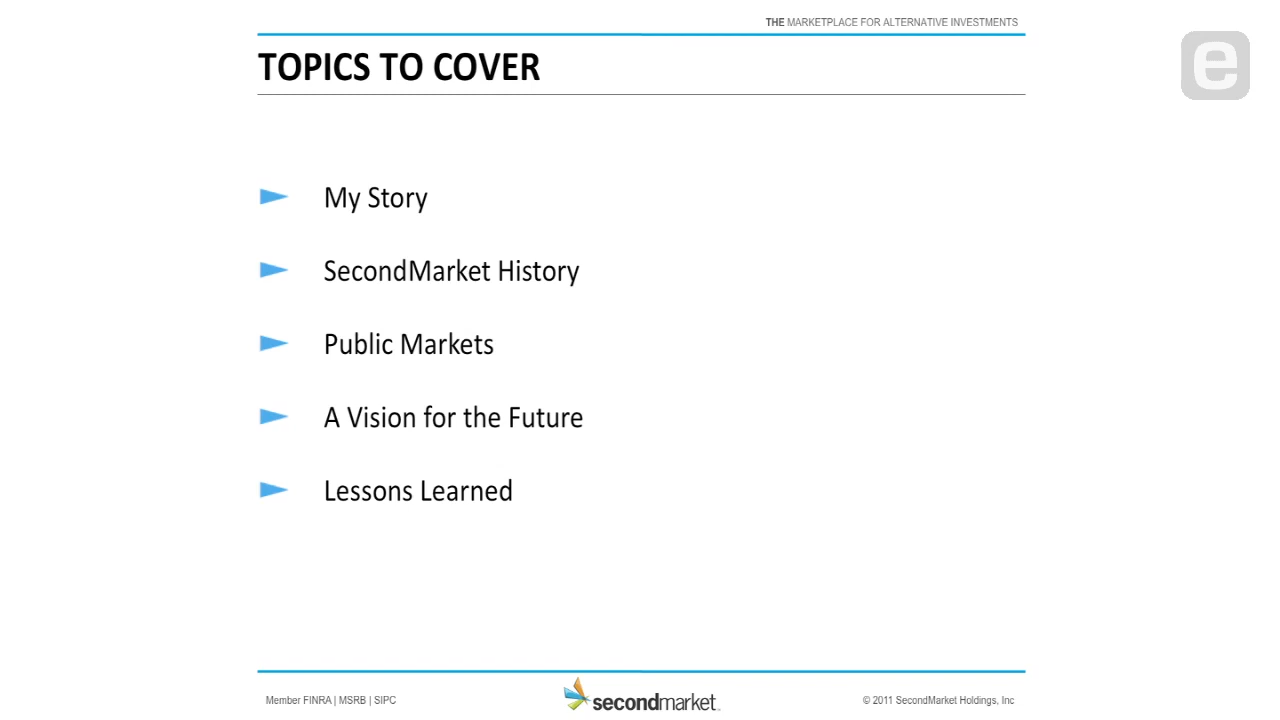 THE MARKETPLACE FOR ALTERNATIVE INVESTMENTS
e
TOPICS TO COVER
My Story
SecondMarket History
Public Markets
A Vision for the Future
Lessons Learned
Member FINRA | MSRB | SIPC
secondmarket™
© 2011 SecondMarket Holdings, Inc